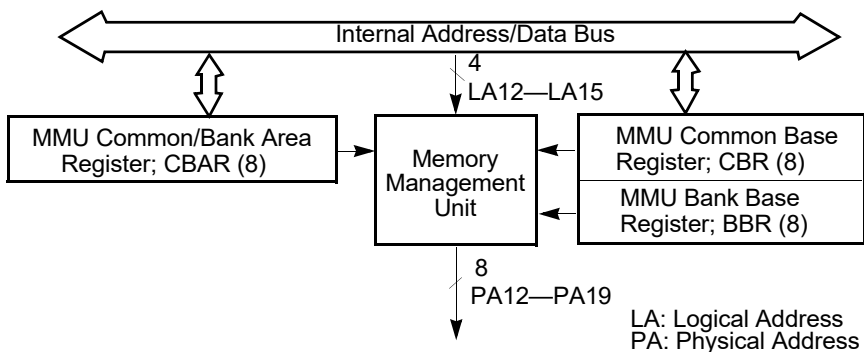 Internal Address/Data Bus
4
LA12—LA15
MMU Common/Bank Area
Register; CBAR (8)
Memory
Management
Unit
MMU Common Base
Register; CBR (8)
MMU Bank Base
Register; BBR (8)
8
PA12—PA19
LA: Logical Address
PA: Physical Address